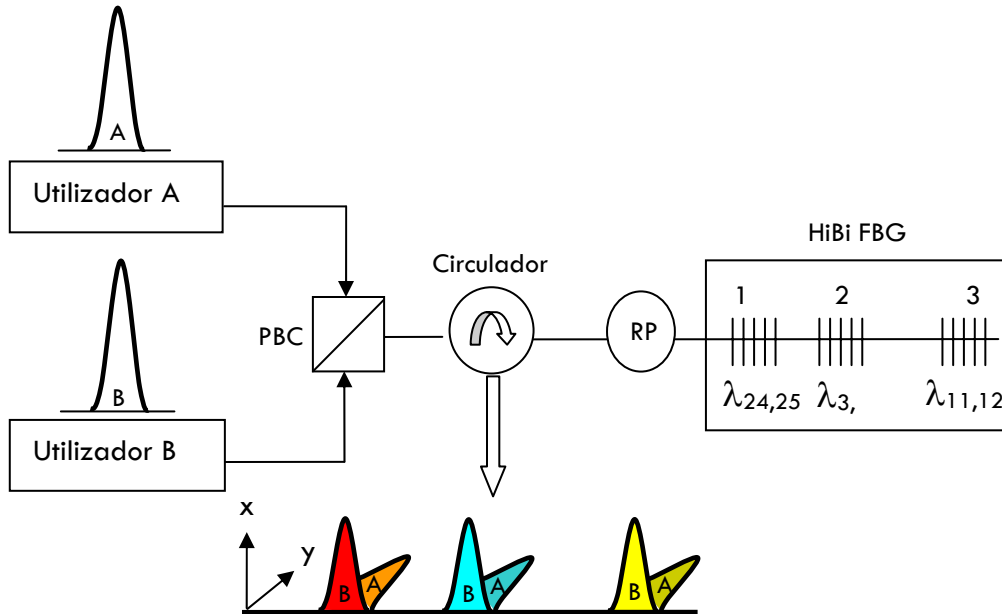 A
Utilizador A
B
Utilizador B
PBC
Circulador
RP
HiBi FBG
1 2 3
λ24,25 λ3, λ11,12
x
y
B A B A B A